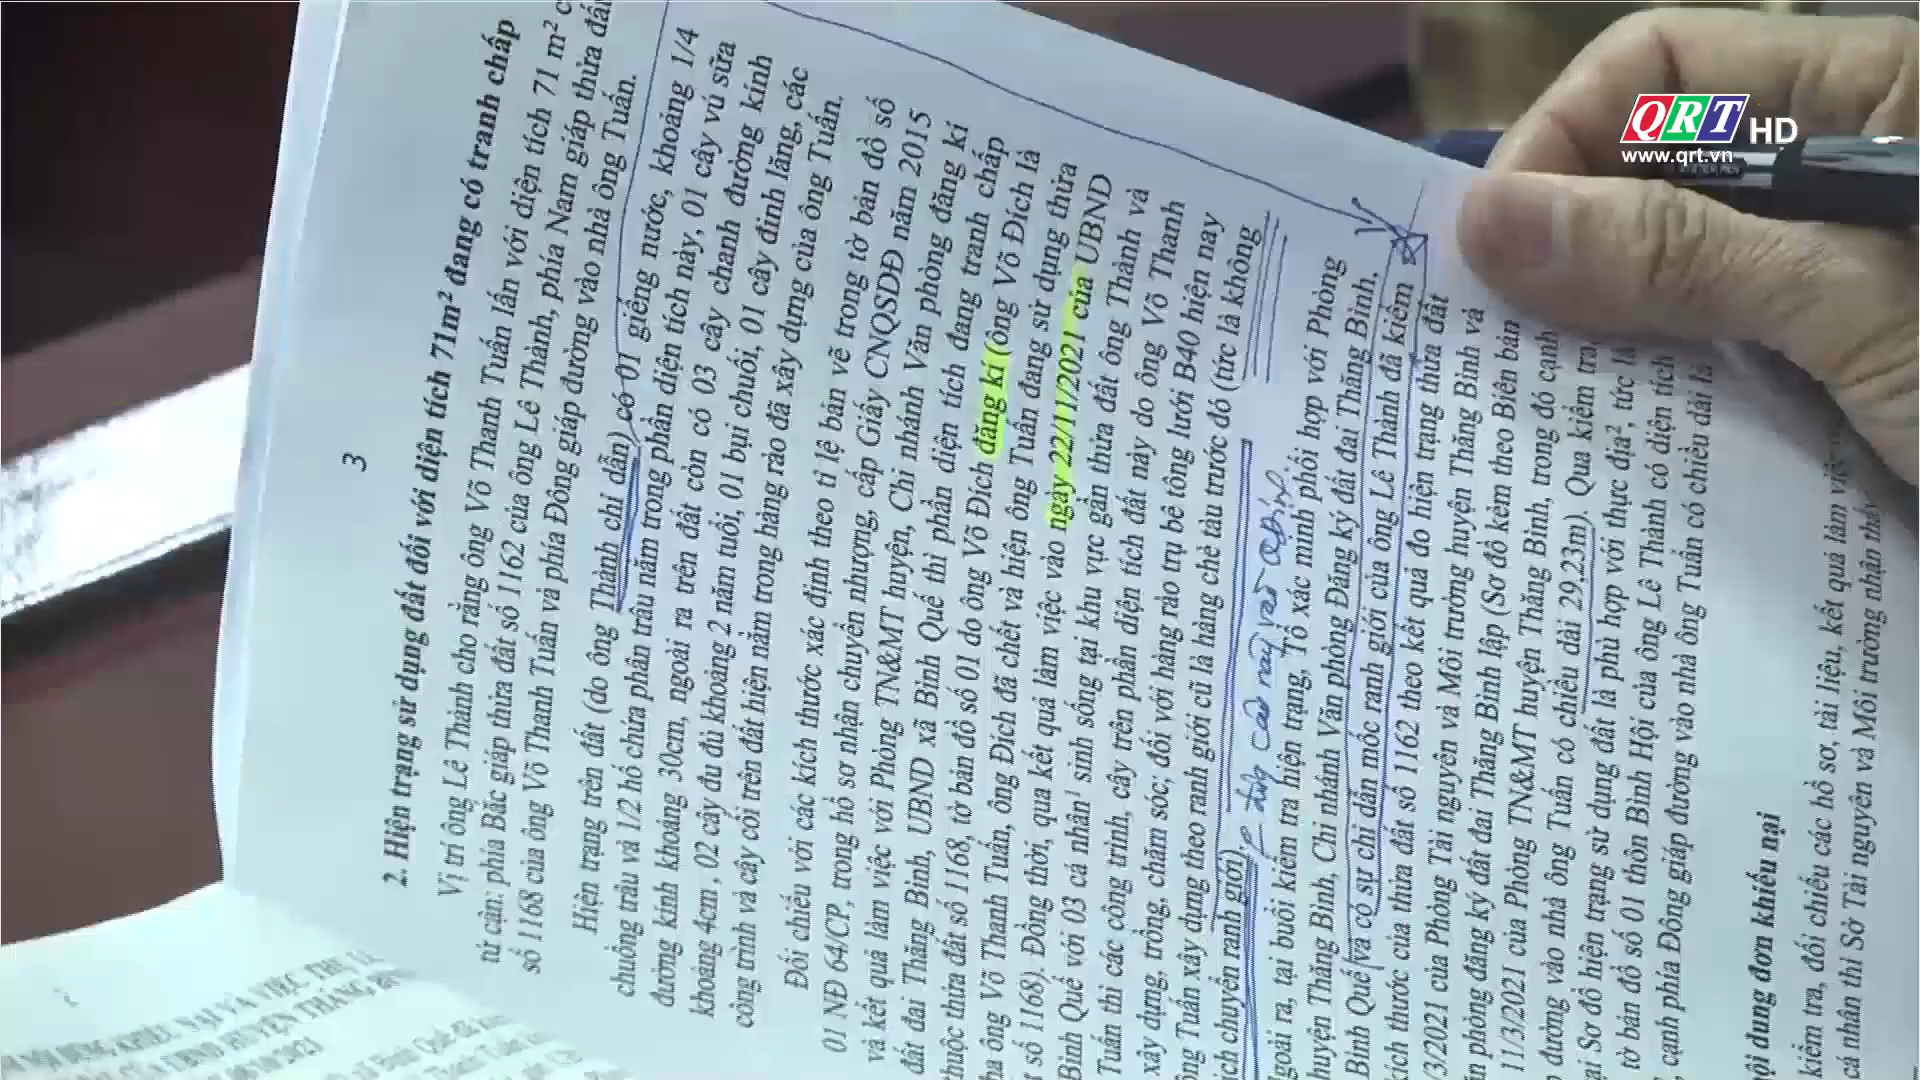 QRT HD
www.qrt.vn
3
2. Hiện trạng sử dụng đất đối với diện tích 71m² đang có tranh chấp
Vị trí ông Lê Thành cho rằng ông Võ Thanh Tuấn lấn với diện tích 71 m² c
tứ cận: phía Bắc giáp thửa đất số 1162 của ông Lê Thành, phía Nam giáp thửa đất
số 1168 của ông Võ Thanh Tuấn và phía Đông giáp đường vào nhà ông Tuấn.
Hiện trạng trên đất (do ông Thành chỉ dẫn) có 01 giếng nước, khoảng 1/4
chuồng trâu và 1/2 hố chứa phân trâu nằm trong phần diện tích này, 01 cây vú sữa
đường kính khoảng 30cm, ngoài ra trên đất còn có 03 cây chanh đường kính
khoảng 4cm, 02 cây đu đủ khoảng 2 năm tuổi, 01 bụi chuối, 01 cây đinh lăng, các
công trình và cây cối trên đất hiện nằm trong hàng rào đã xây dựng của ông Tuấn.
Đối chiếu với các kích thước xác định theo tỉ lệ bản vẽ trong tờ bản đồ số
01 NĐ 64/CP, trong hồ sơ nhận chuyển nhượng, cấp Giấy CNQSDĐ năm 2015
và kết quả làm việc với Phòng TN&MT huyện, Chi nhánh Văn phòng đăng kí
đất đai Thăng Bình, UBND xã Bình Quế thì phần diện tích đang tranh chấp
thuộc thửa đất số 1168, tờ bản đồ số 01 do ông Võ Đích đăng kí (ông Võ Đích là
ha ông Võ Thanh Tuấn, ông Đích đã chết và hiện ông Tuấn đang sử dụng thửa
t số 1168). Đồng thời, qua kết quả làm việc vào ngày 22/11/2021 của UBND
Bình Quế với 03 cá nhân¹ sinh sống tại khu vực gần thửa đất ông Thành và
Tuấn thì các công trình, cây trên phần diện tích đất này do ông Võ Thanh
xây dựng, trồng, chăm sóc; đối với hàng rào trụ bê tông lưới B40 hiện nay
ông Tuấn xây dựng theo ranh giới cũ là hàng chè tàu trước đó (tức là không
ịch chuyển ranh giới).
Ngoài ra, tại buổi kiểm tra hiện trạng, Tổ xác minh phối hợp với Phòng
huyện Thăng Bình, Chi nhánh Văn phòng Đăng ký đất đai Thăng Bình,
Bình Quế và có sự chỉ dẫn mốc ranh giới của ông Lê Thành đã kiểm
kích thước của thửa đất số 1162 theo kết quả đo hiện trạng thửa đất
/3/2021 của Phòng Tài nguyên và Môi trường huyện Thăng Bình và
n phòng đăng ký đất đai Thăng Bình lập (Sơ đồ kèm theo Biên bản
11/3/2021 của Phòng TN&MT huyện Thăng Bình, trong đó cạnh
đường vào nhà ông Tuấn có chiều dài 29,23m). Qua kiểm tra
ại Sơ đồ hiện trạng sử dụng đất là phù hợp với thực địa², tức là
tờ bản đồ số 01 thôn Bình Hội của ông Lê Thành có diện tích
, cạnh phía Đông giáp đường vào nhà ông Tuấn có chiều dài là
ội dung đơn khiếu nại
kiểm tra, đối chiếu các hồ sơ, tài liệu, kết quả làm việc
cá nhân thì Sở Tài nguyên và Môi trường nhận thấy